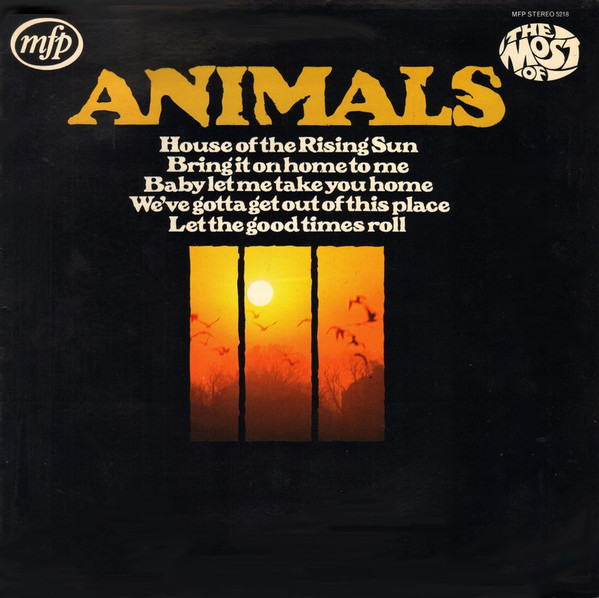 mfp
MFP STEREO 5218
THE
MOST
OF
ANIMALS
House of the Rising Sun
Bring it on home to me
Baby let me take you home
We've gotta get out of this place
Let the good times roll